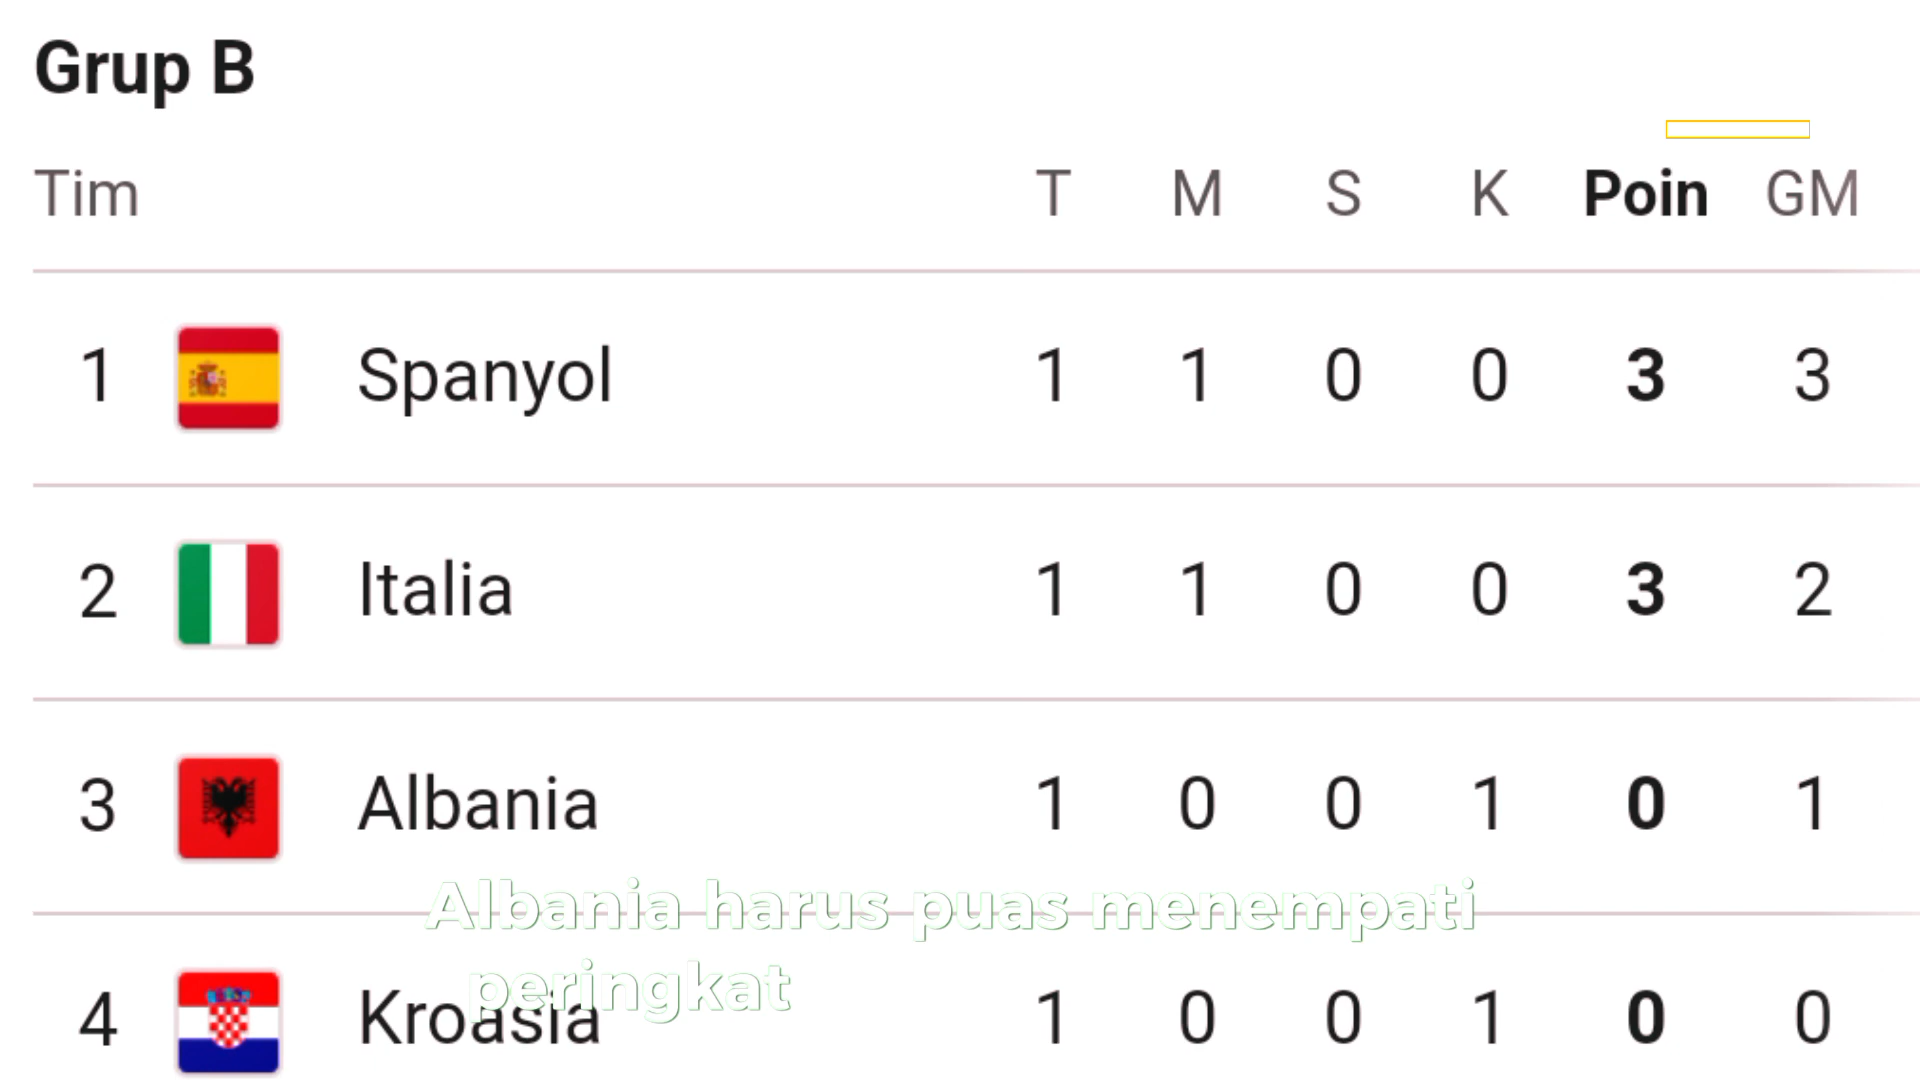 Grup B
Tim T M S K Poin GM
1 Spanyol 1 1 0 0 3 3
2 Italia 1 1 0 0 3 2
3 Albania 1 0 0 1 0 1
Albania harus puas menempati
peringkat
4 Kroasia 1 0 0 1 0 0